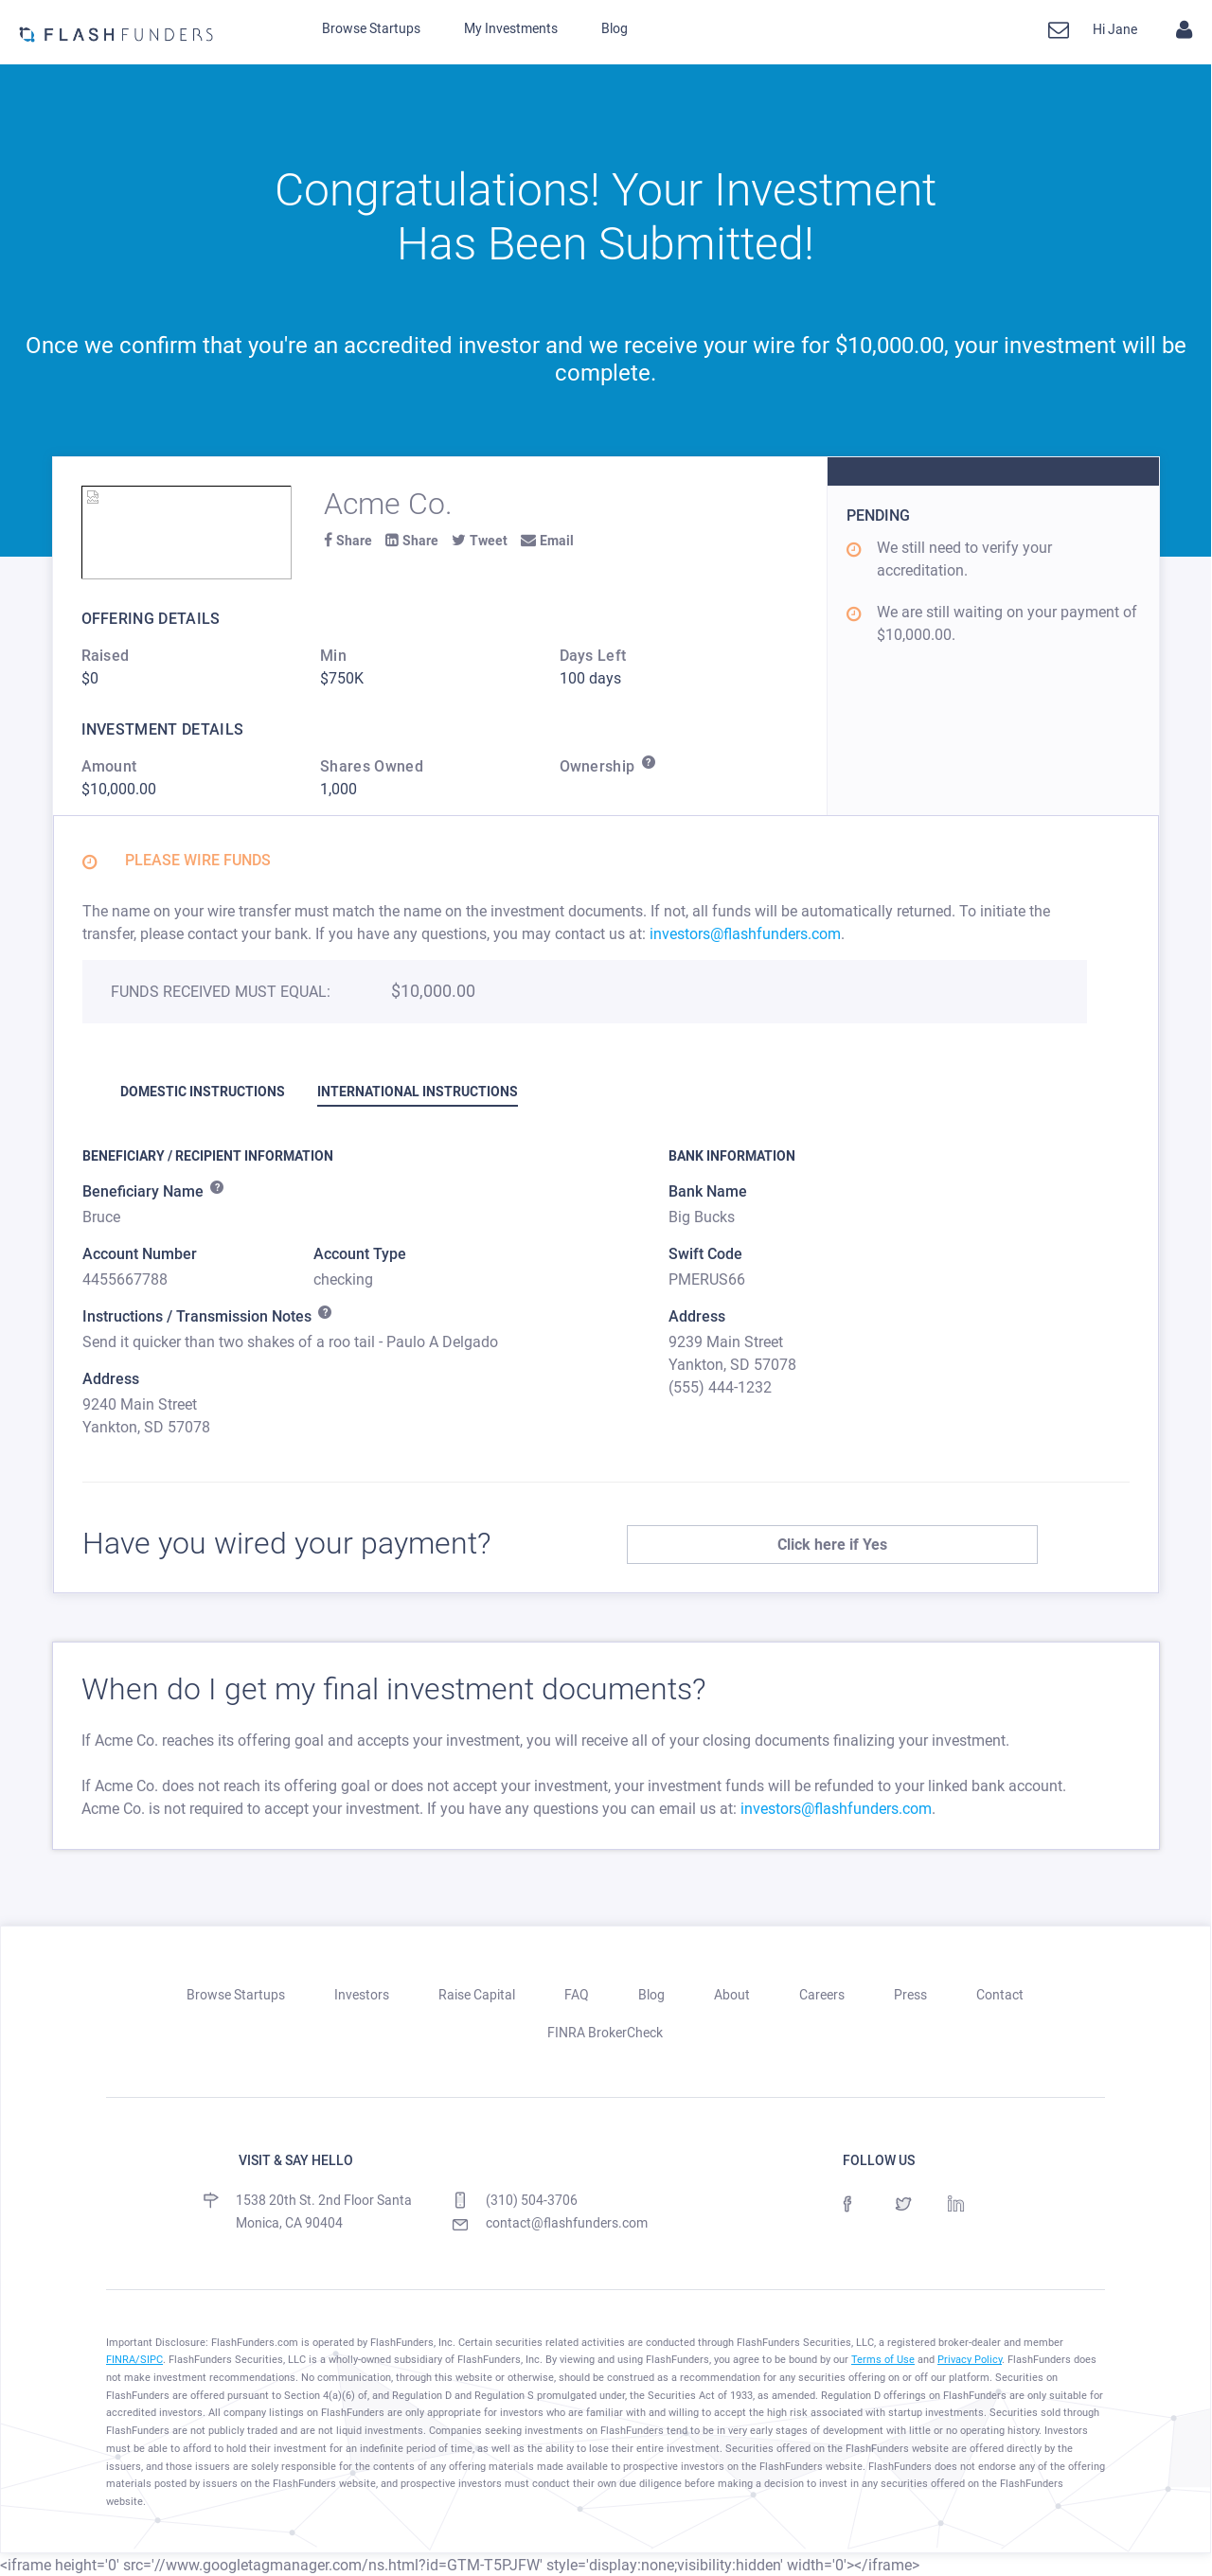 FLASHFUNDERS
Browse Startups
My Investments
Blog
Hi Jane
Congratulations! Your Investment
Has Been Submitted!
Once we confirm that you're an accredited investor and we receive your wire for $10,000.00, your investment will be
complete.
Acme Co.
Share
Share
Tweet
Email
OFFERING DETAILS
Raised
Min
Days Left
$0
$750K
100 days
INVESTMENT DETAILS
Amount
Shares Owned
Ownership ?
$10,000.00
1,000
PENDING
We still need to verify your
accreditation.
We are still waiting on your payment of
$10,000.00.
PLEASE WIRE FUNDS
The name on your wire transfer must match the name on the investment documents. If not, all funds will be automatically returned. To initiate the
transfer, please contact your bank. If you have any questions, you may contact us at: investors@flashfunders.com.
FUNDS RECEIVED MUST EQUAL:
$10,000.00
DOMESTIC INSTRUCTIONS
INTERNATIONAL INSTRUCTIONS
BENEFICIARY / RECIPIENT INFORMATION
Beneficiary Name ?
Bruce
Account Number
Account Type
4455667788
checking
Instructions / Transmission Notes ?
Send it quicker than two shakes of a roo tail - Paulo A Delgado
Address
9240 Main Street
Yankton, SD 57078
BANK INFORMATION
Bank Name
Big Bucks
Swift Code
PMERUS66
Address
9239 Main Street
Yankton, SD 57078
(555) 444-1232
Have you wired your payment?
Click here if Yes
When do I get my final investment documents?
If Acme Co. reaches its offering goal and accepts your investment, you will receive all of your closing documents finalizing your investment.
If Acme Co. does not reach its offering goal or does not accept your investment, your investment funds will be refunded to your linked bank account.
Acme Co. is not required to accept your investment. If you have any questions you can email us at: investors@flashfunders.com.
Browse Startups
Investors
Raise Capital
FAQ
Blog
About
Careers
Press
Contact
FINRA BrokerCheck
VISIT & SAY HELLO
1538 20th St. 2nd Floor Santa
Monica, CA 90404
(310) 504-3706
contact@flashfunders.com
FOLLOW US
Important Disclosure: FlashFunders.com is operated by FlashFunders, Inc. Certain securities related activities are conducted through FlashFunders Securities, LLC, a registered broker-dealer and member
FINRA/SIPC. FlashFunders Securities, LLC is a wholly-owned subsidiary of FlashFunders, Inc. By viewing and using FlashFunders, you agree to be bound by our Terms of Use and Privacy Policy. FlashFunders does
not make investment recommendations. No communication, through this website or otherwise, should be construed as a recommendation for any securities offering on or off our platform. Securities on
FlashFunders are offered pursuant to Section 4(a)(6) of, and Regulation D and Regulation S promulgated under, the Securities Act of 1933, as amended. Regulation D offerings on FlashFunders are only suitable for
accredited investors. All company listings on FlashFunders are only appropriate for investors who are familiar with and willing to accept the high risk associated with startup investments. Securities sold through
FlashFunders are not publicly traded and are not liquid investments. Companies seeking investments on FlashFunders tend to be in very early stages of development with little or no operating history. Investors
must be able to afford to hold their investment for an indefinite period of time, as well as the ability to lose their entire investment. Securities offered on the FlashFunders website are offered directly by the
issuers, and those issuers are solely responsible for the contents of any offering materials made available to prospective investors on the FlashFunders website. FlashFunders does not endorse any of the offering
materials posted by issuers on the FlashFunders website, and prospective investors must conduct their own due diligence before making a decision to invest in any securities offered on the FlashFunders
website.
<iframe height='0' src='//www.googletagmanager.com/ns.html?id=GTM-T5PJFW' style='display:none;visibility:hidden' width='0'></iframe>